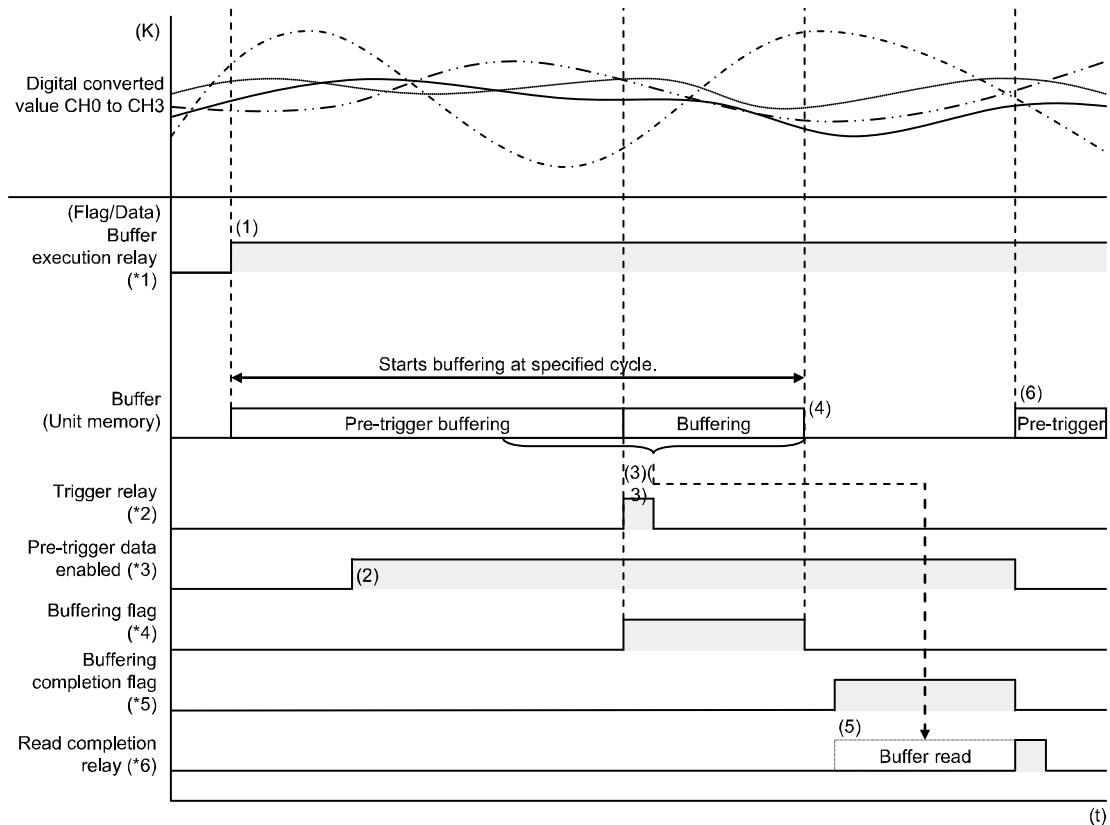 (K)
Digital converted
value CH0 to CH3
(Flag/Data)
Buffer
execution relay
(*1)
(1)
Starts buffering at specified cycle.
Buffer
(Unit memory)
Pre-trigger buffering
Buffering
(4)
(6)
Pre-trigger
Trigger relay
(*2)
(3)(
3)
Pre-trigger data
enabled (*3)
(2)
Buffering flag
(*4)
Buffering
completion flag
(*5)
Read completion
relay (*6)
(5)
Buffer read
(t)